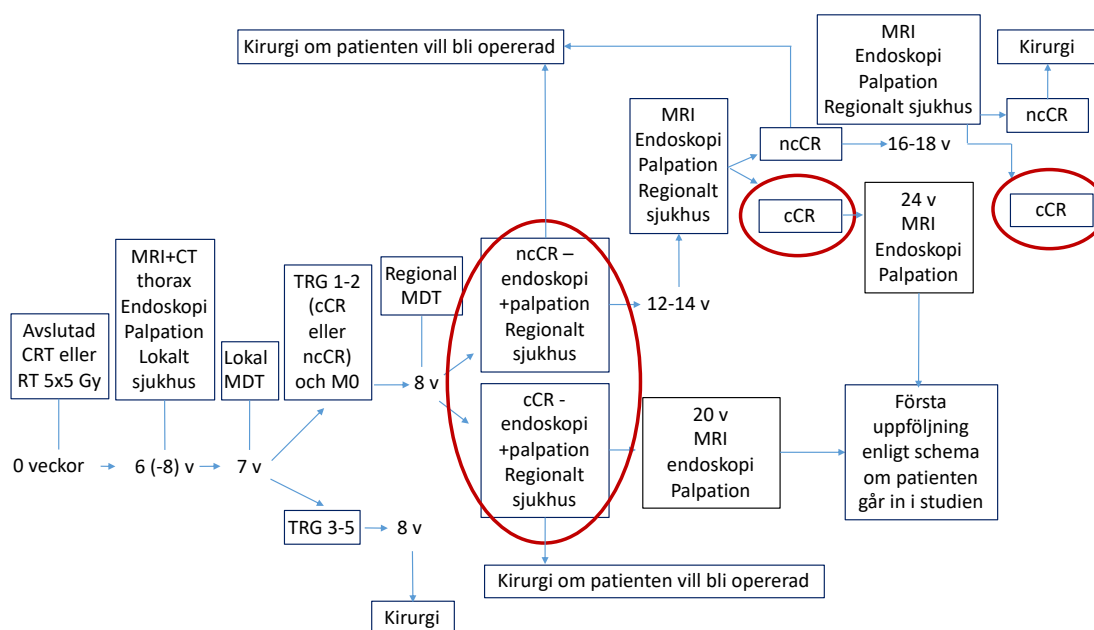 Kirurgi om patienten vill bli opererad
MRI
Endoskopi
Palpation
Regionalt sjukhus
Kirurgi
ncCR
MRI
Endoskopi
Palpation
Regionalt
sjukhus
ncCR
16-18 v
cCR
24 v
MRI
Endoskopi
Palpation
cCR
Avslutad
CRT eller
RT 5x5 Gy
0 veckor
MRI+CT
thorax
Endoskopi
Palpation
Lokalt
sjukhus
6 (-8) v
Lokal
MDT
7 v
TRG 1-2
(cCR
eller
ncCR)
och M0
Regional
MDT
8 v
ncCR –
endoskopi
+palpation
Regionalt
sjukhus
12-14 v
cCR -
endoskopi
+palpation
Regionalt
sjukhus
20 v
MRI
endoskopi
Palpation
Första
uppföljning
enligt schema
om patienten
går in i studien
TRG 3-5
8 v
Kirurgi
Kirurgi om patienten vill bli opererad